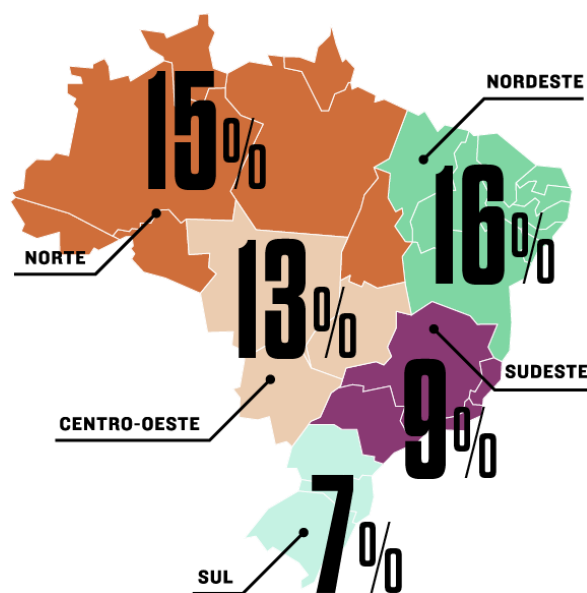 NORDESTE
15%
16%
NORTE
13%
SUDESTE
CENTRO-OESTE
9%
7%
SUL